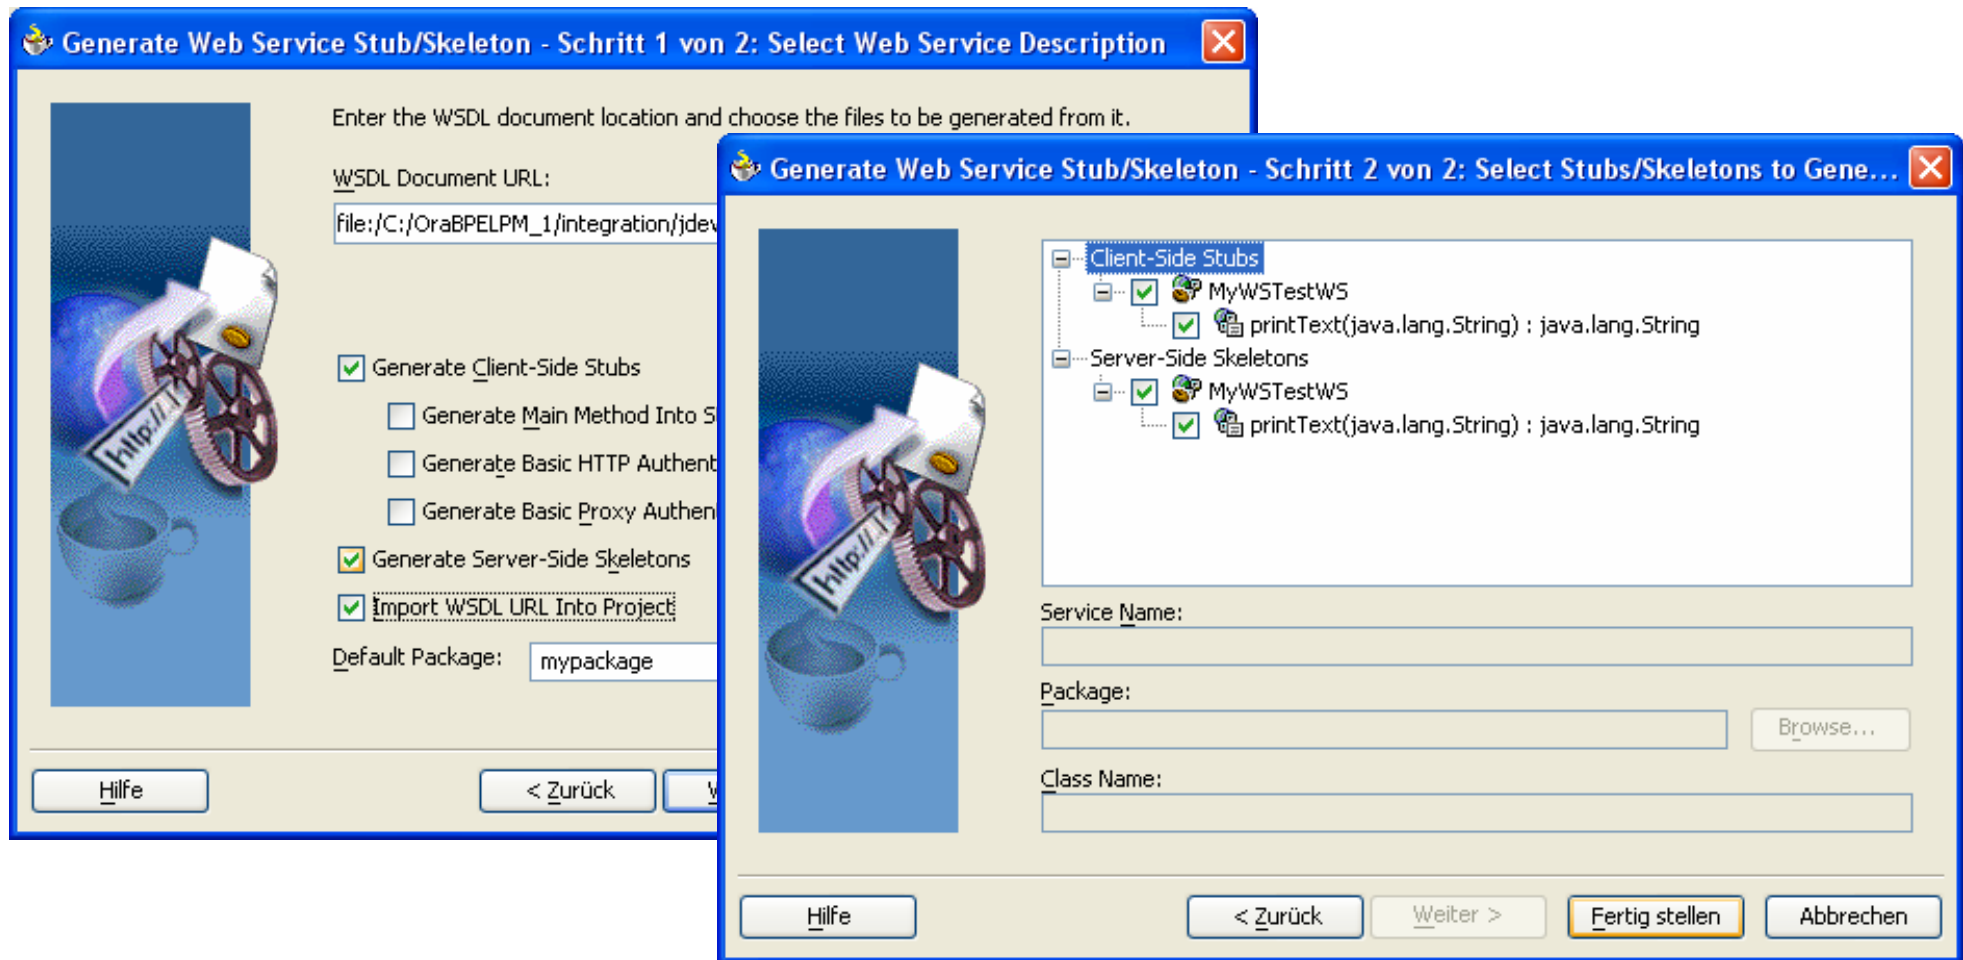 Generate Web Service Stub/Skeleton - Schritt 1 von 2: Select Web Service Description
Enter the WSDL document location and choose the files to be generated from it.
WSDL Document URL:
file:/C:/OraBPELPM_1/integration/jdev
Generate Client-Side Stubs
Generate Main Method Into S
Generate Basic HTTP Authent
Generate Basic Proxy Authen
Generate Server-Side Skeletons
Import WSDL URL Into Project
Default Package: mypackage
Hilfe < Zurück
http://.
Generate Web Service Stub/Skeleton - Schritt 2 von 2: Select Stubs/Skeletons to Gene...
Client-Side Stubs
MyWSTestWS
printText(java.lang.String) : java.lang.String
Server-Side Skeletons
MyWSTestWS
printText(java.lang.String) : java.lang.String
http://.
Service Name:
Package:
Browse...
Class Name:
Hilfe < Zurück Weiter > Fertig stellen Abbrechen